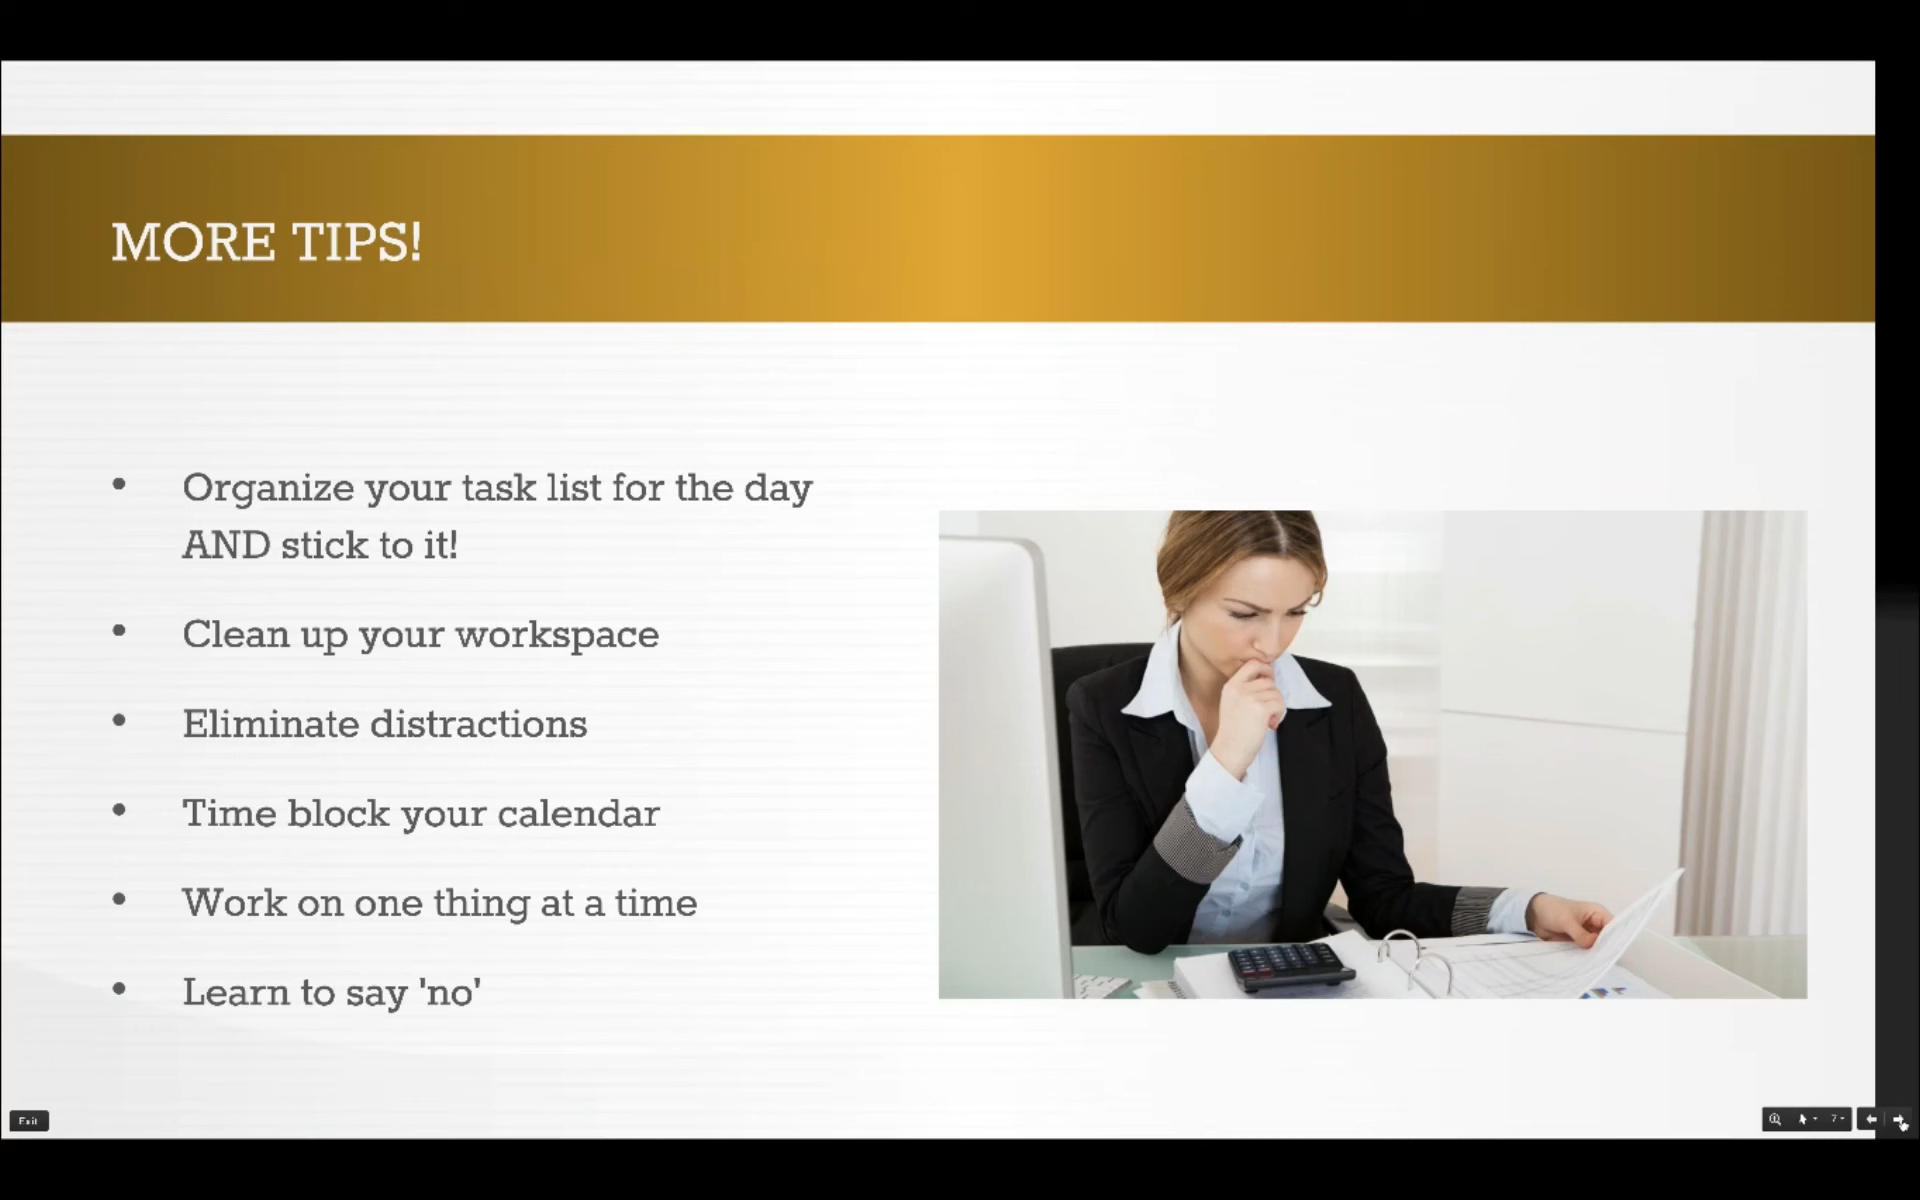 MORE TIPS!
• Organize your task list for the day
AND stick to it!
• Clean up your workspace
• Eliminate distractions
• Time block your calendar
• Work on one thing at a time
• Learn to say 'no'
Exit
7